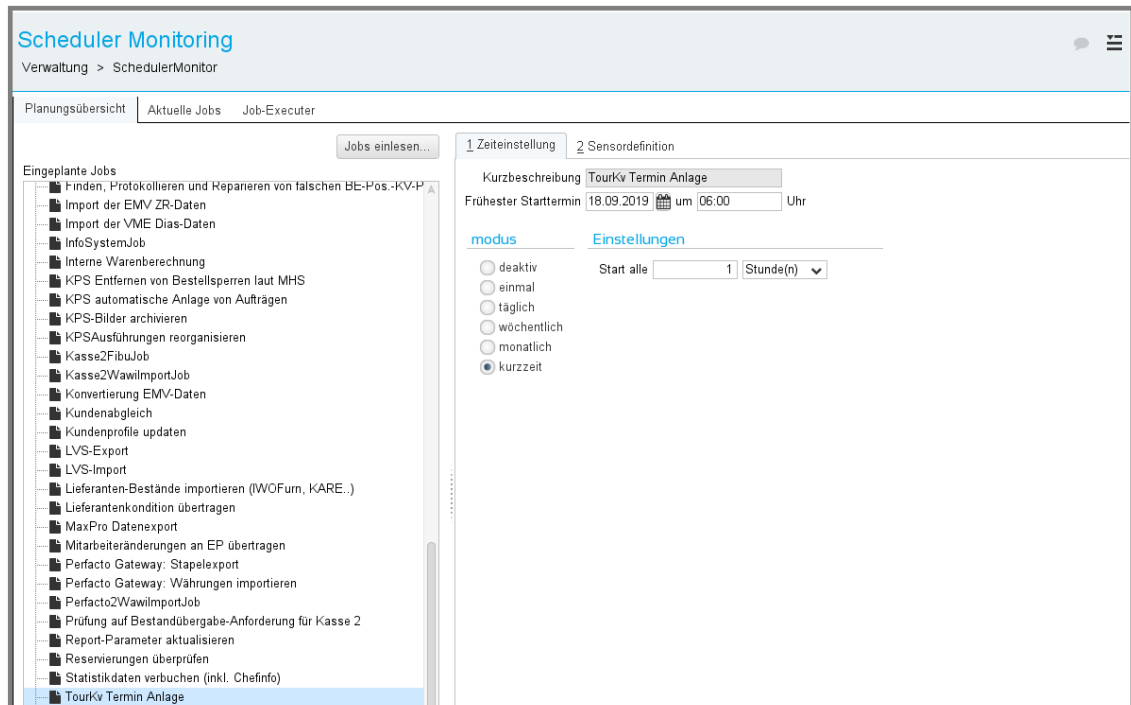 Scheduler Monitoring
Verwaltung > SchedulerMonitor
Planungsübersicht Aktuelle Jobs Job-Executer
Jobs einlesen...
Eingeplante Jobs
Finden, Protokollieren und Reparieren von falschen BE-Pos.-KV-P
Import der EMV ZR-Daten
Import der VME Dias-Daten
InfoSystemJob
Interne Warenberechnung
KPS Entfernen von Bestellsperren laut MHS
KPS automatische Anlage von Aufträgen
KPS-Bilder archivieren
KPSAusführungen reorganisieren
Kasse2FibuJob
Kasse2WawiImportJob
Konvertierung EMV-Daten
Kundenabgleich
Kundenprofile updaten
LVS-Export
LVS-Import
Lieferanten-Bestände importieren (IWOFurn, KARE..)
Lieferantenkondition übertragen
MaxPro Datenexport
Mitarbeiteränderungen an EP übertragen
Perfacto Gateway: Stapelexport
Perfacto Gateway: Währungen importieren
Perfacto2WawiImportJob
Prüfung auf Bestandübergabe-Anforderung für Kasse 2
Report-Parameter aktualisieren
Reservierungen überprüfen
Statistikdaten verbuchen (inkl. Chefinfo)
TourKv Termin Anlage
1 Zeiteinstellung 2 Sensordefinition
Kurzbeschreibung TourKv Termin Anlage
Frühester Starttermin 18.09.2019 um 06:00 Uhr
modus Einstellungen
deaktiv Start alle 1 Stunde(n)
einmal
täglich
wöchentlich
monatlich
kurzzeit